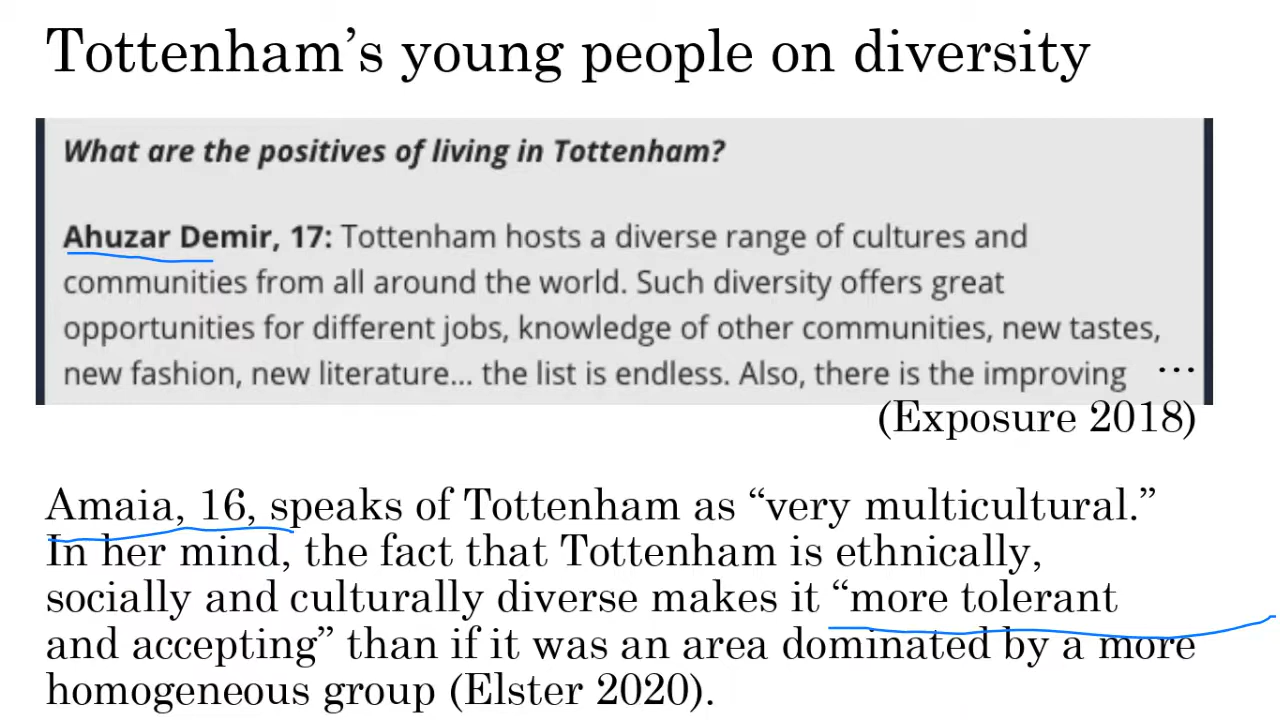 Tottenham’s young people on diversity
What are the positives of living in Tottenham?
Ahuzar Demir, 17: Tottenham hosts a diverse range of cultures and
communities from all around the world. Such diversity offers great
opportunities for different jobs, knowledge of other communities, new tastes,
new fashion, new literature... the list is endless. Also, there is the improving ...
(Exposure 2018)
Amaia, 16, speaks of Tottenham as “very multicultural.”
In her mind, the fact that Tottenham is ethnically,
socially and culturally diverse makes it “more tolerant
and accepting” than if it was an area dominated by a more
homogeneous group (Elster 2020).